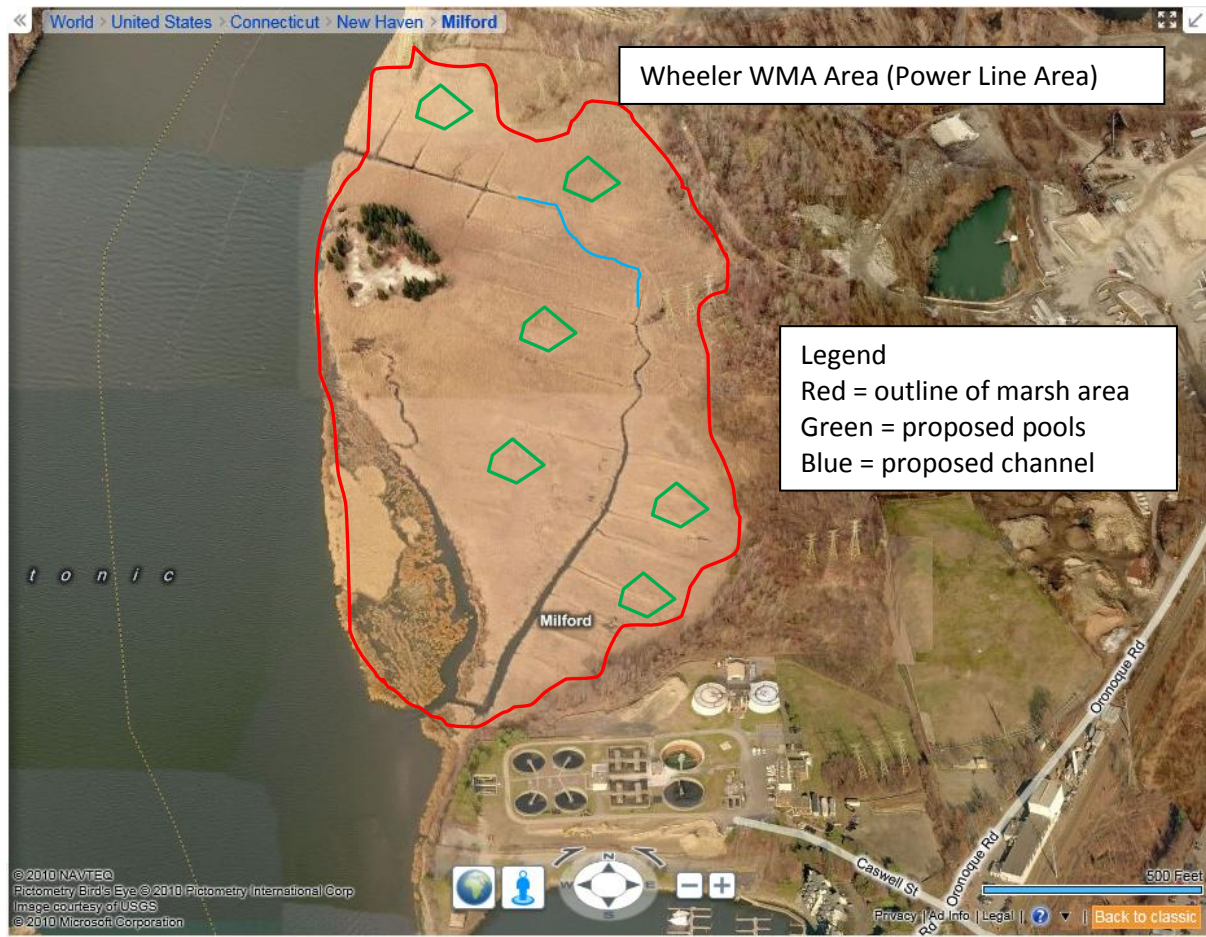 World › United States › Connecticut › New Haven › Milford
Wheeler WMA Area (Power Line Area)
Legend
Red = outline of marsh area
Green = proposed pools
Blue = proposed channel
t o n i c
Milford
Oronoque Rd
Oronoque Rd
Caswell St
N
W E
S
500 Feet
© 2010 NAVTEQ
Pictometry Bird's Eye © 2010 Pictometry International Corp
Image courtesy of USGS
© 2010 Microsoft Corporation
Privacy | Ad Info | Legal | ? ▼ | Back to classic